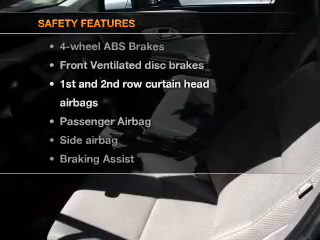 SAFETY FEATURES
• 4-wheel ABS Brakes
• Front Ventilated disc brakes
• 1st and 2nd row curtain head
airbags
• Passenger Airbag
• Side airbag
• Braking Assist